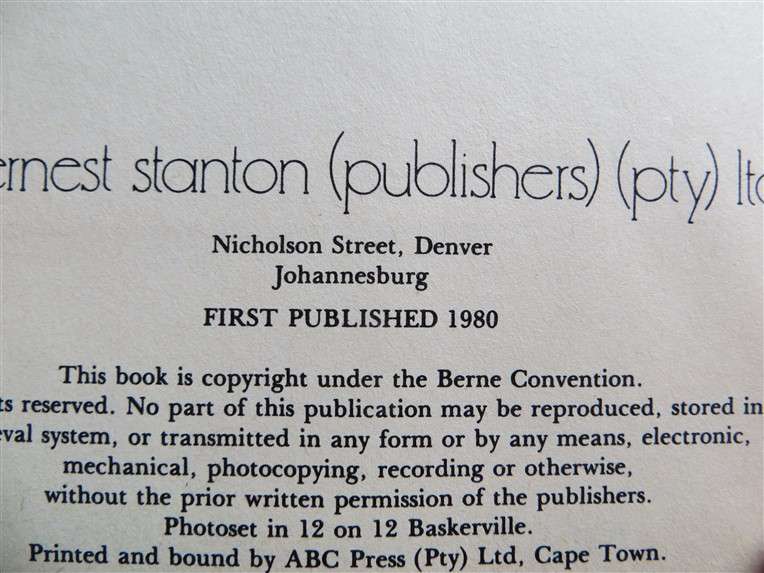 ernest stanton (publishers) (pty) ltd
Nicholson Street, Denver
Johannesburg
FIRST PUBLISHED 1980
This book is copyright under the Berne Convention.
ts reserved. No part of this publication may be reproduced, stored in
eval system, or transmitted in any form or by any means, electronic,
mechanical, photocopying, recording or otherwise,
without the prior written permission of the publishers.
Photoset in 12 on 12 Baskerville.
Printed and bound by ABC Press (Pty) Ltd, Cape Town.